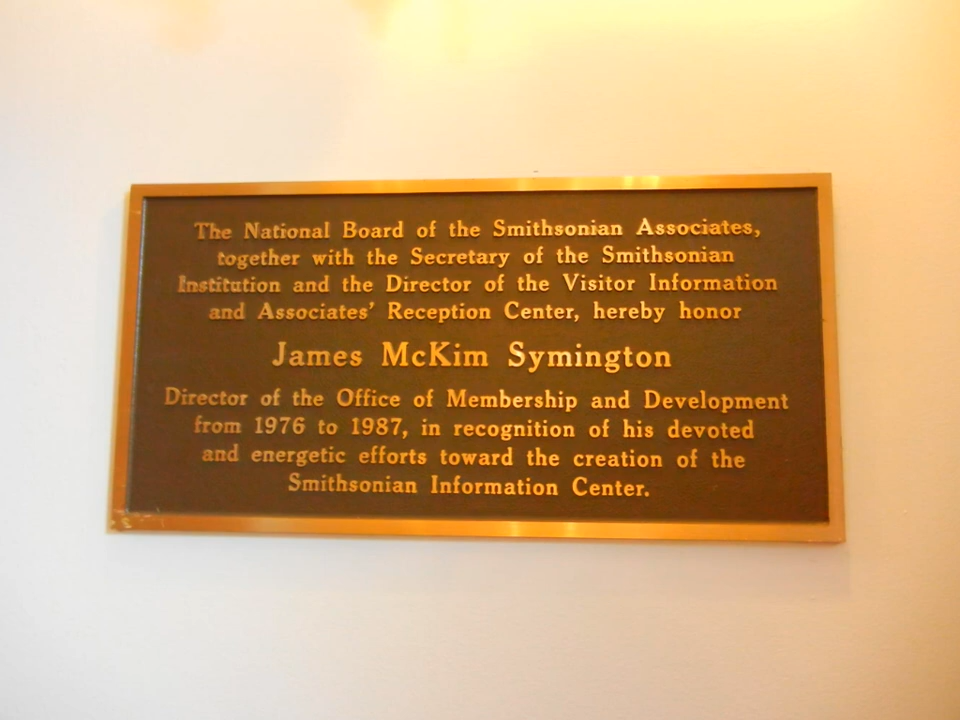 The National Board of the Smithsonian Associates,
together with the Secretary of the Smithsonian
Institution and the Director of the Visitor Information
and Associates' Reception Center, hereby honor
James McKim Symington
Director of the Office of Membership and Development
from 1976 to 1987, in recognition of his devoted
and energetic efforts toward the creation of the
Smithsonian Information Center.